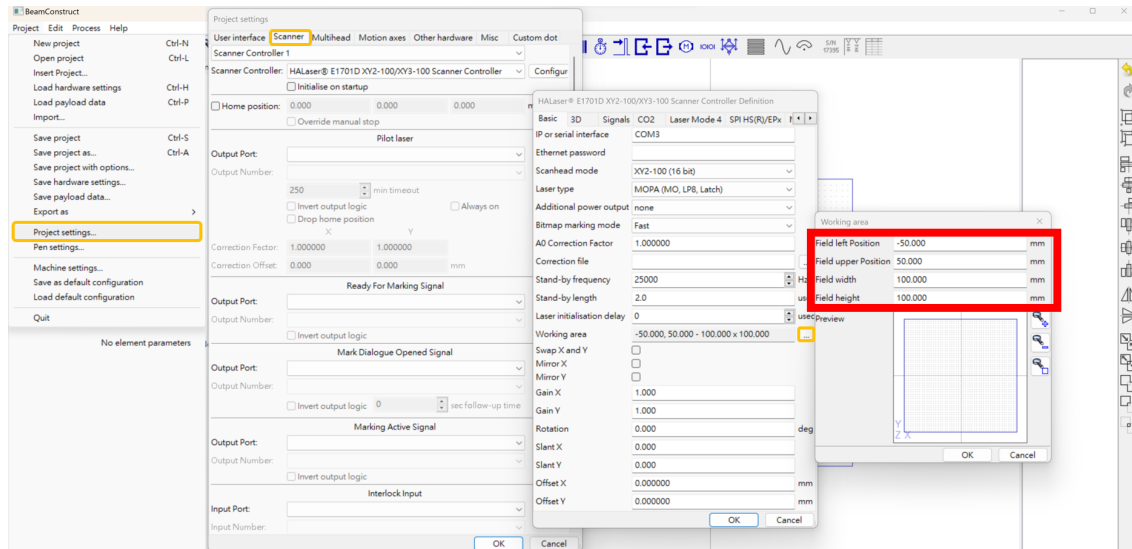 BeamConstruct
Project Edit Process Help
New project Ctrl-N
Open project Ctrl-L
Insert Project...
Load hardware settings Ctrl-H
Load payload data Ctrl-P
Import...
Save project Ctrl-S
Save project as... Ctrl-A
Save project with options...
Save hardware settings...
Save payload data...
Export as
Project settings...
Pen settings...
Machine settings...
Save as default configuration
Load default configuration
Quit
No element parameters
Project settings
User interface Scanner Multihead Motion axes Other hardware Misc Custom dot
Scanner Controller 1
Scanner Controller: HALaser® E1701D XY2-100/XY3-100 Scanner Controller Configur
Initialise on startup
Home position: 0.000 0.000 0.000
Override manual stop
Pilot laser
Output Port:
Output Number:
250 min timeout
Invert output logic Always on
Drop home position
X Y
Correction Factor: 1.000000 1.000000
Correction Offset: 0.000 0.000 mm
Ready For Marking Signal
Output Port:
Output Number:
Invert output logic
Mark Dialogue Opened Signal
Output Port:
Output Number:
Invert output logic 0 sec follow-up time
Marking Active Signal
Output Port:
Output Number:
Invert output logic
Interlock Input
Input Port:
Input Number:
OK Cancel
HALaser® E1701D XY2-100/XY3-100 Scanner Controller Definition
Basic 3D Signals CO2 Laser Mode 4 SPI HS(R)/EPx
IP or serial interface COM3
Ethernet password
Scanhead mode XY2-100 (16 bit)
Laser type MOPA (MO, LP8, Latch)
Additional power output none
Bitmap marking mode Fast
A0 Correction Factor 1.000000
Correction file
Stand-by frequency 25000 Hz
Stand-by length 2.0 usec
Laser initialisation delay 0 usec
Working area -50.000, 50.000 - 100.000 x 100.000 ...
Swap X and Y
Mirror X
Mirror Y
Gain X 1.000
Gain Y 1.000
Rotation 0.000 deg
Slant X 0.000
Slant Y 0.000
Offset X 0.000000 mm
Offset Y 0.000000 mm
OK Cancel
Working area
Field left Position -50.000 mm
Field upper Position 50.000 mm
Field width 100.000 mm
Field height 100.000 mm
Preview
Y
Z X
OK Cancel
S/N
17395